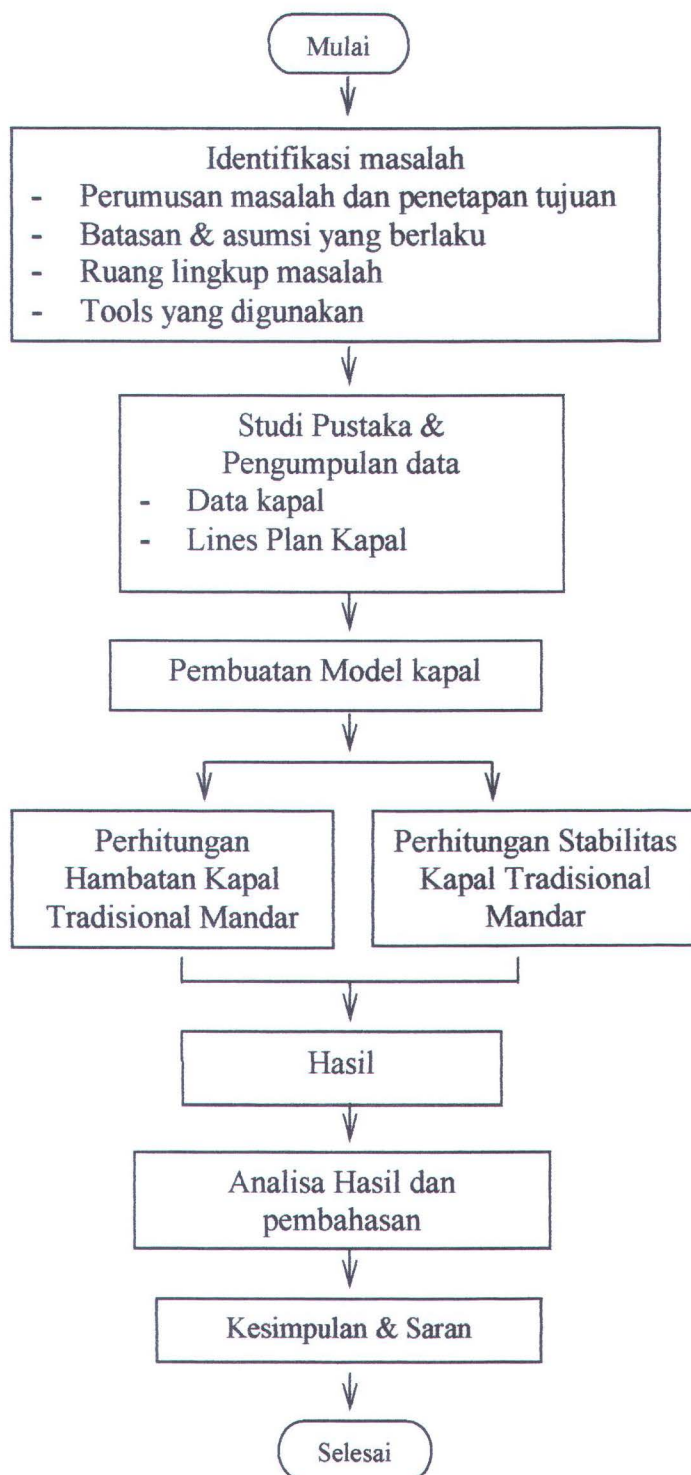 Mulai
Identifikasi masalah
- Perumusan masalah dan penetapan tujuan
- Batasan & asumsi yang berlaku
- Ruang lingkup masalah
- Tools yang digunakan
Studi Pustaka &
Pengumpulan data
- Data kapal
- Lines Plan Kapal
Pembuatan Model kapal
Perhitungan
Hambatan Kapal
Tradisional Mandar
Perhitungan Stabilitas
Kapal Tradisional
Mandar
Hasil
Analisa Hasil dan
pembahasan
Kesimpulan & Saran
Selesai